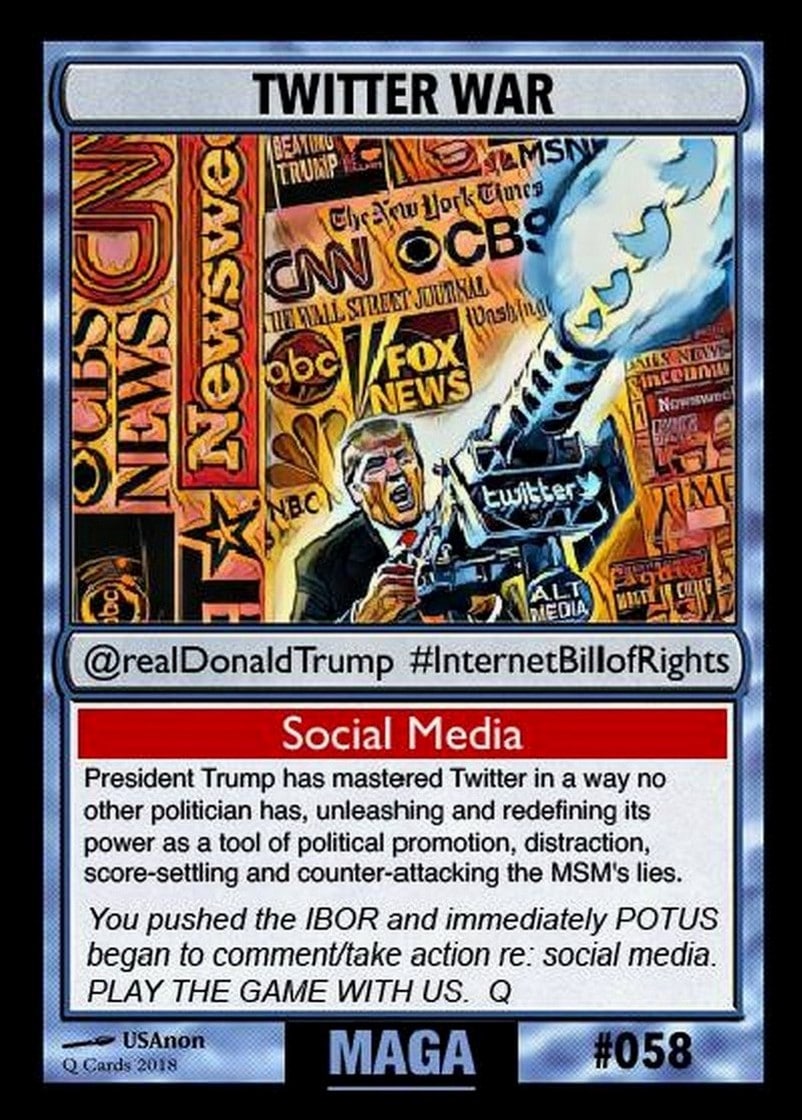 TWITTER WAR
BEATING
TRUMP
MSN
The New York Times
CNN
CBS
THE WALL STREET JOURNAL
abc
FOX
NEWS
NBC
Newswe
CBS
NEWS
abc
twitter
ALT
MEDIA
Newsweek
TIME
@realDonaldTrump #InternetBillofRights
Social Media
President Trump has mastered Twitter in a way no
other politician has, unleashing and redefining its
power as a tool of political promotion, distraction,
score-settling and counter-attacking the MSM's lies.
You pushed the IBOR and immediately POTUS
began to comment/take action re: social media.
PLAY THE GAME WITH US. Q
USAnon
Q Cards 2018
MAGA
#058